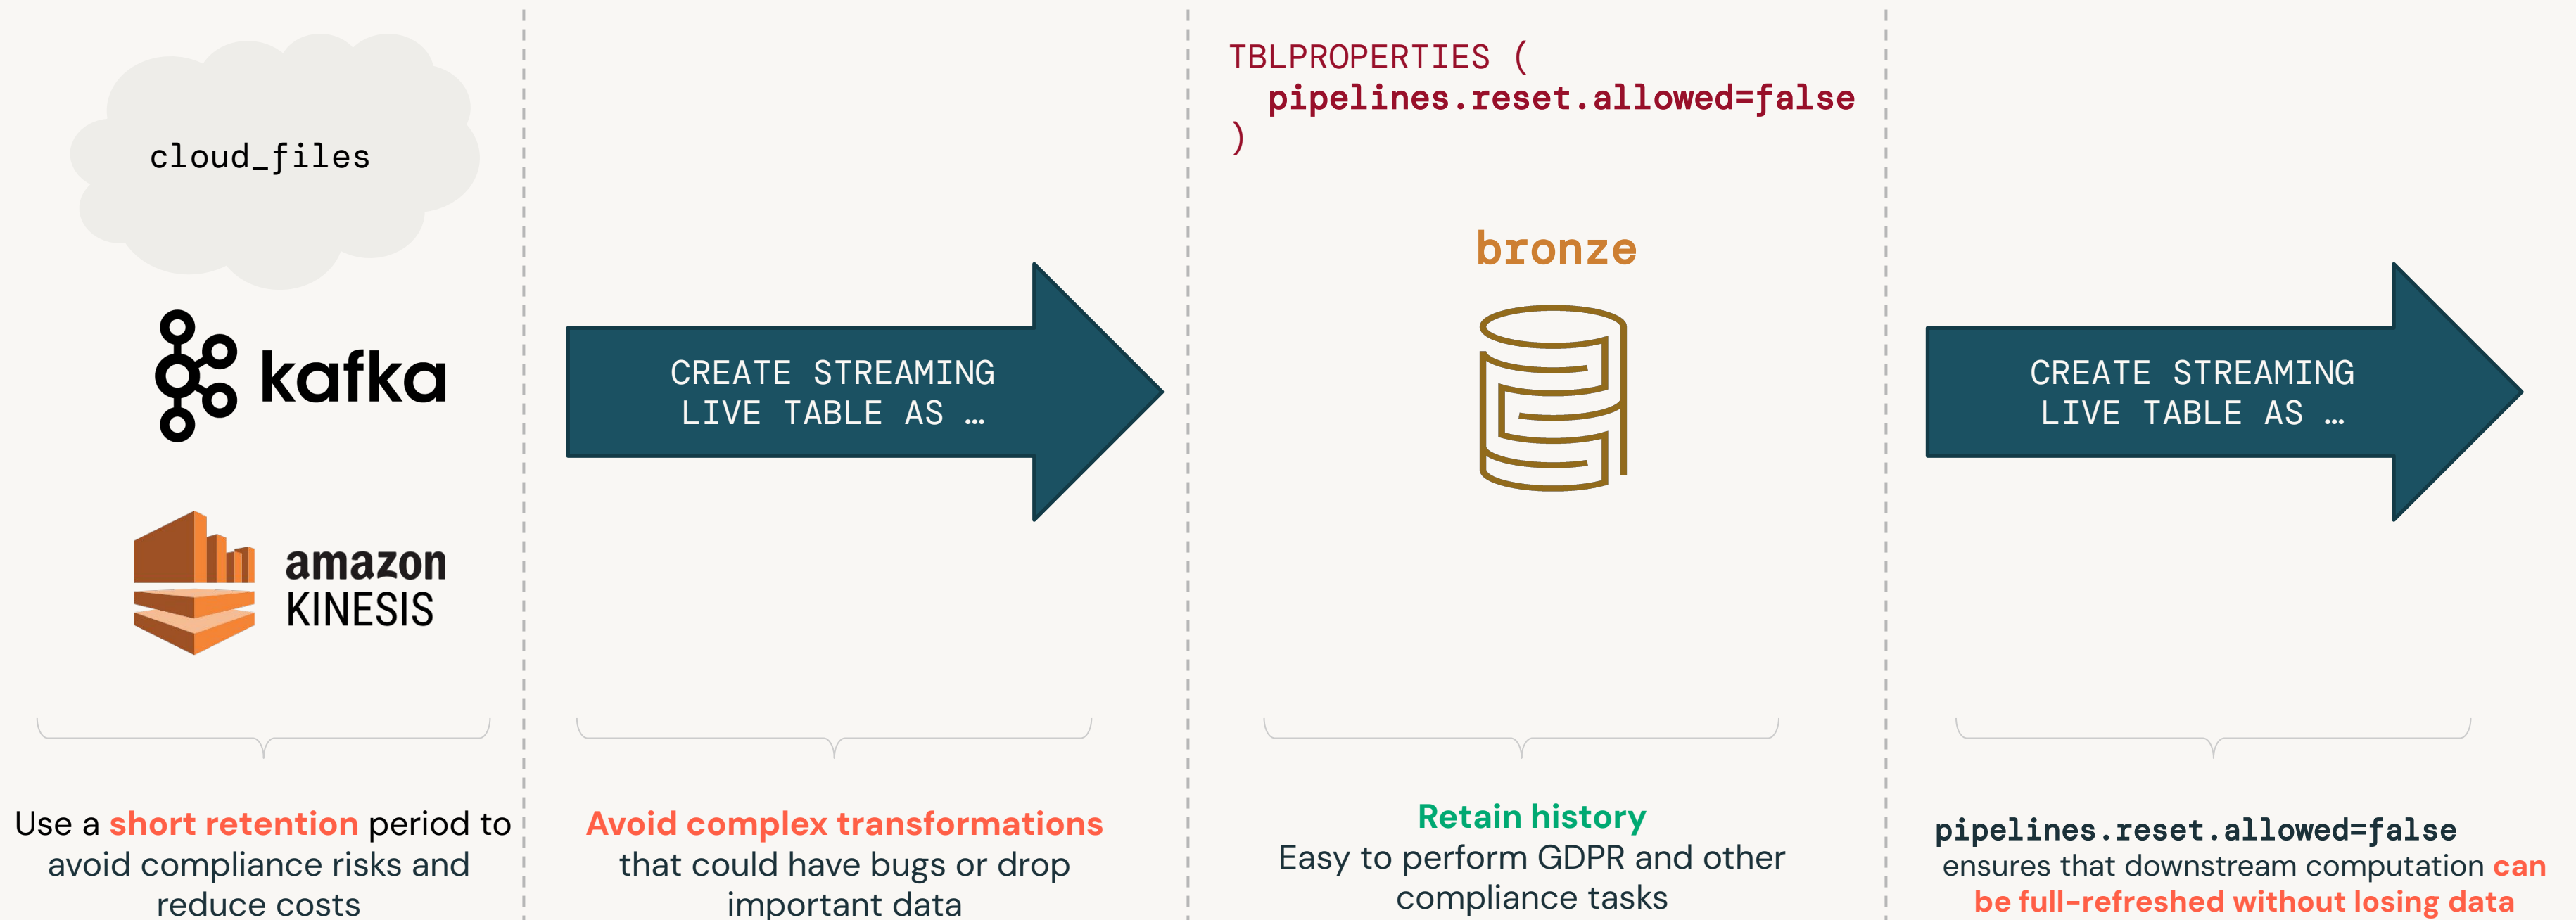 cloud_files
kafka
amazon
KINESIS
Use a short retention period to
avoid compliance risks and
reduce costs
CREATE STREAMING
LIVE TABLE AS …
Avoid complex transformations
that could have bugs or drop
important data
TBLPROPERTIES (
pipelines.reset.allowed=false
)
bronze
Retain history
Easy to perform GDPR and other
compliance tasks
CREATE STREAMING
LIVE TABLE AS …
pipelines.reset.allowed=false
ensures that downstream computation can
be full-refreshed without losing data